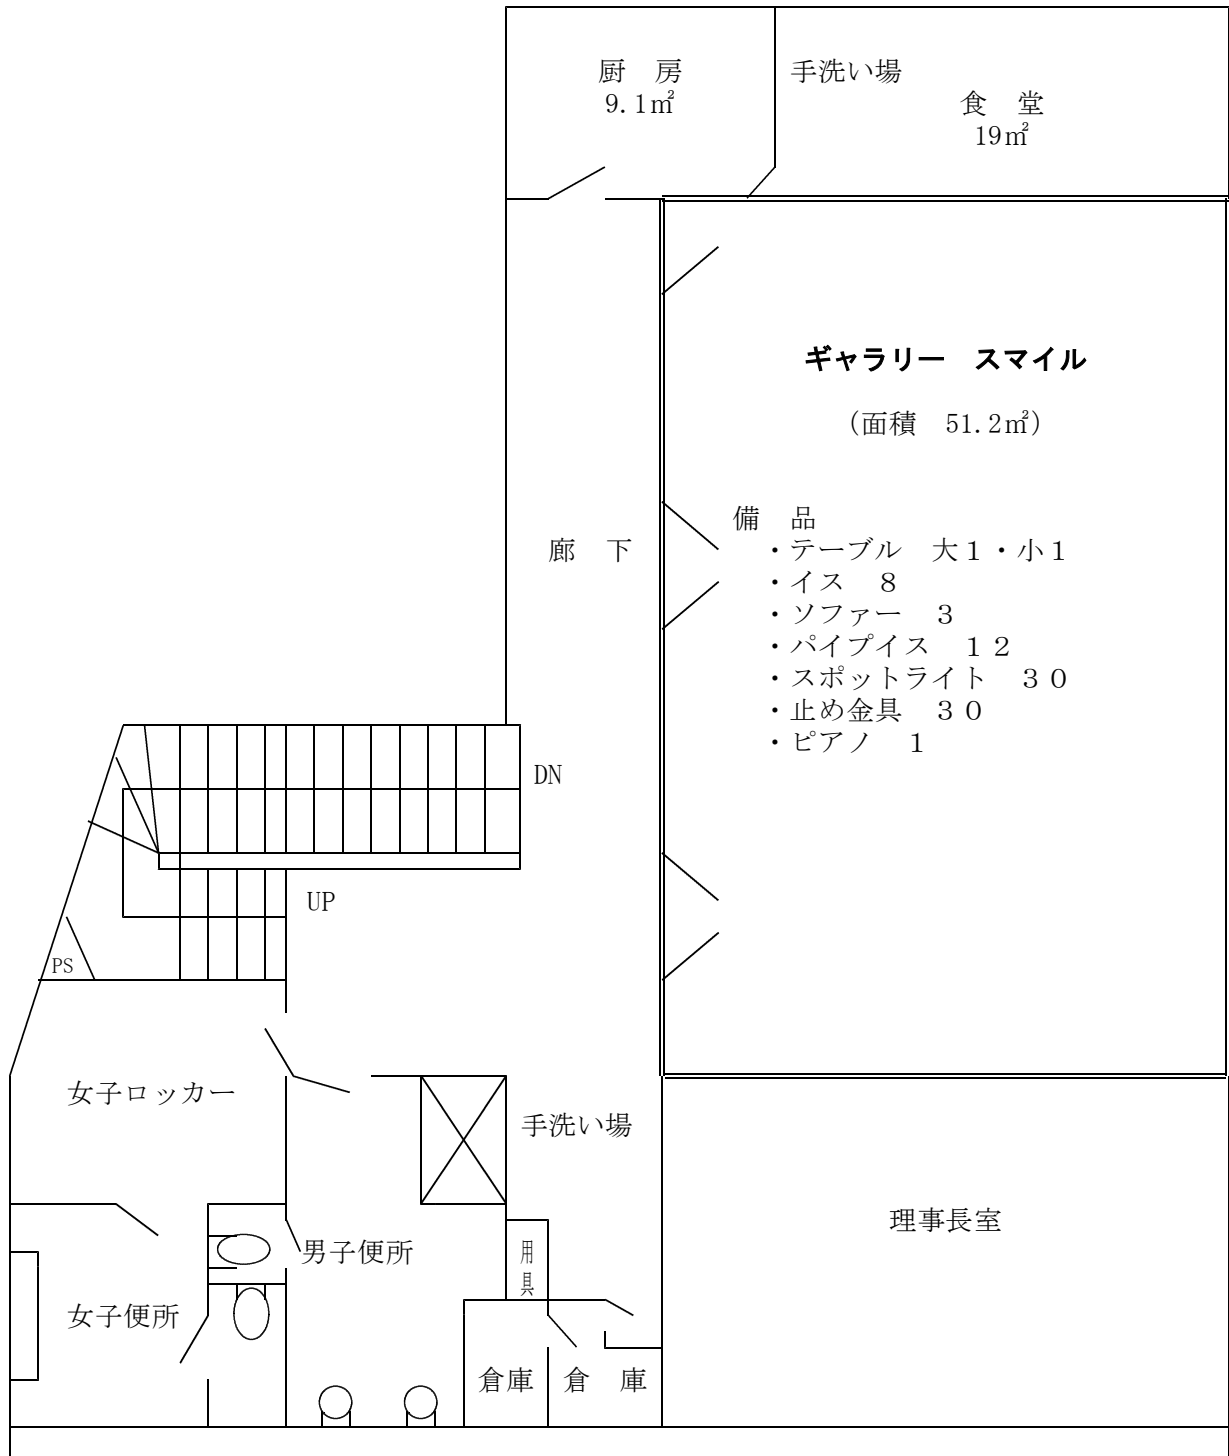 厨　房
9.1㎡
手洗い場
食　堂
19㎡
ギャラリー　スマイル
（面積　51.2㎡）
備　品
・テーブル　大１・小１
・イス　８
・ソファー　３
・パイプイス　１２
・スポットライト　３０
・止め金具　３０
・ピアノ　１
廊　下
DN
UP
PS
女子ロッカー
手洗い場
理事長室
男子便所
用具
女子便所
倉庫
倉　庫